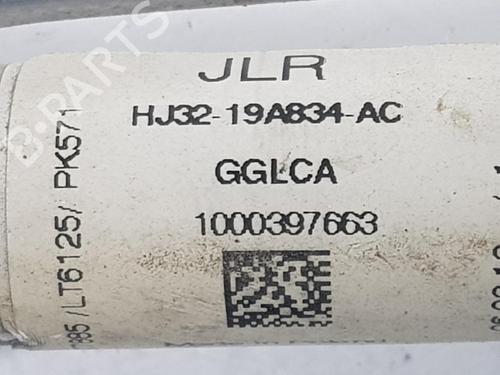 JLR
HJ32-19A834-AC
GGLCA
1000397663
/LT6125/ PK571
B-PARTS